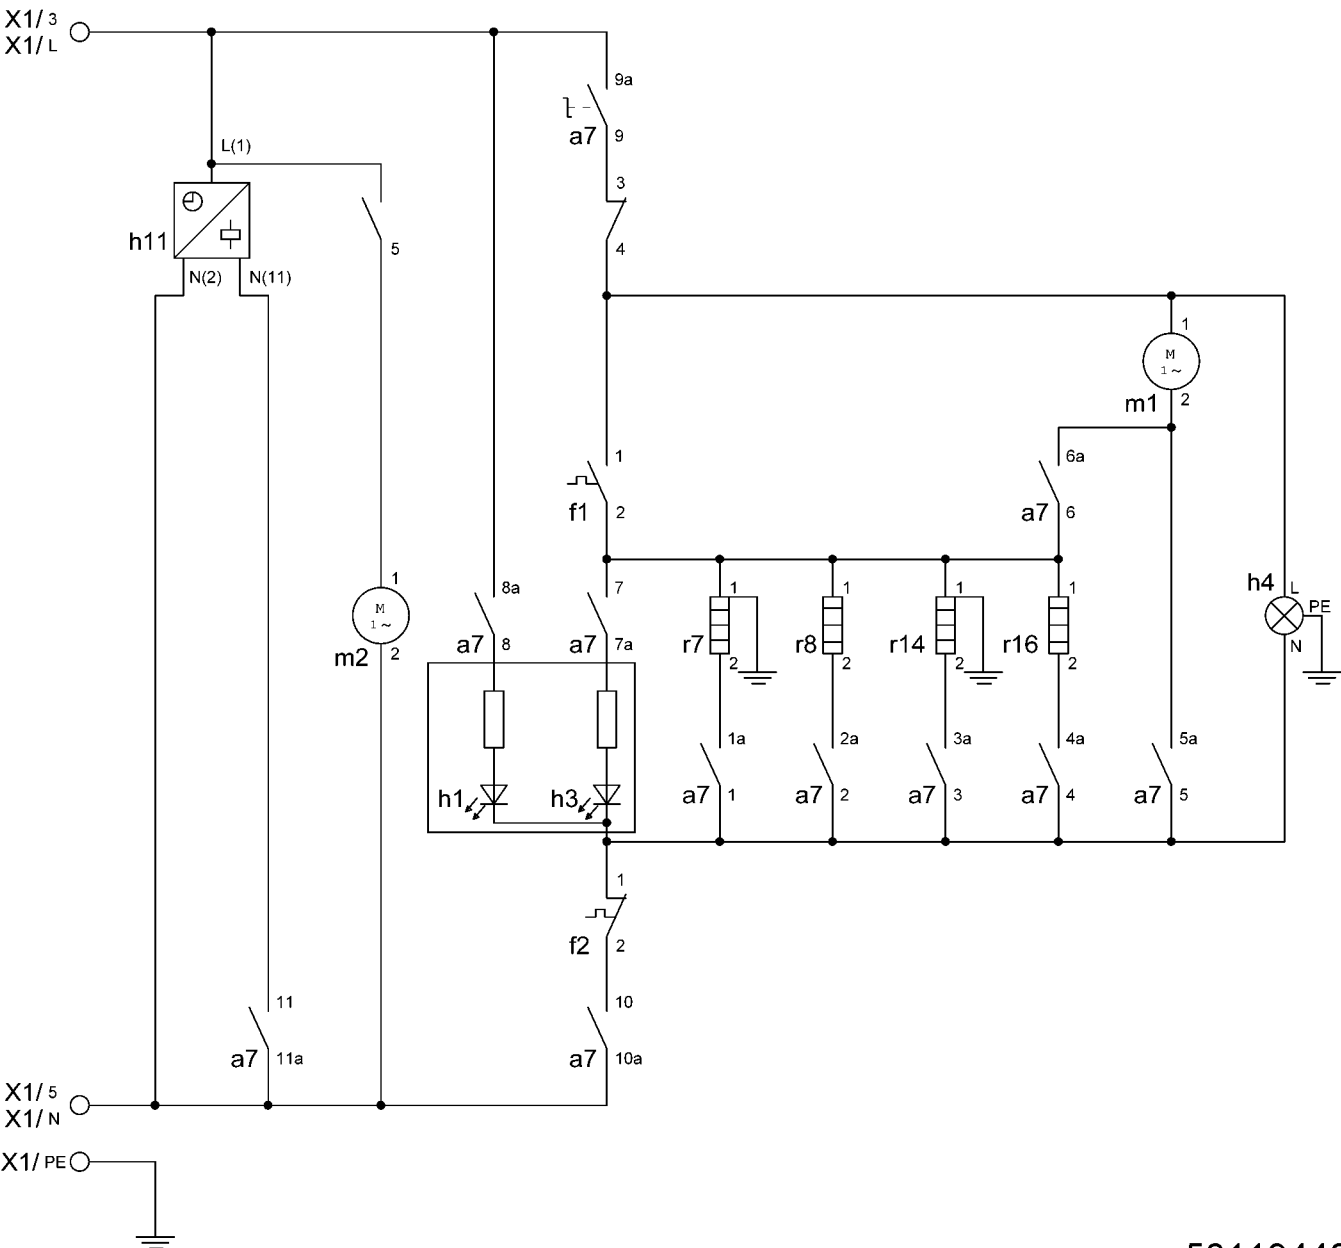 X1/ 3
X1/ L
9a
a7 9
L(1)
3
h11
5
4
N(2) N(11)
1
M
1~
m1 2
1
6a
f1 2
a7 6
1
M
1~
m2 2
8a
a7 8
7
a7 7a
1
r7
2
1
r8
2
1
r14
2
1
r16
2
h4 L
PE
N
h1
h3
1a
a7 1
2a
a7 2
3a
a7 3
4a
a7 4
5a
a7 5
1
f2 2
11
a7 11a
10
a7 10a
X1/ 5
X1/ N
X1/ PE